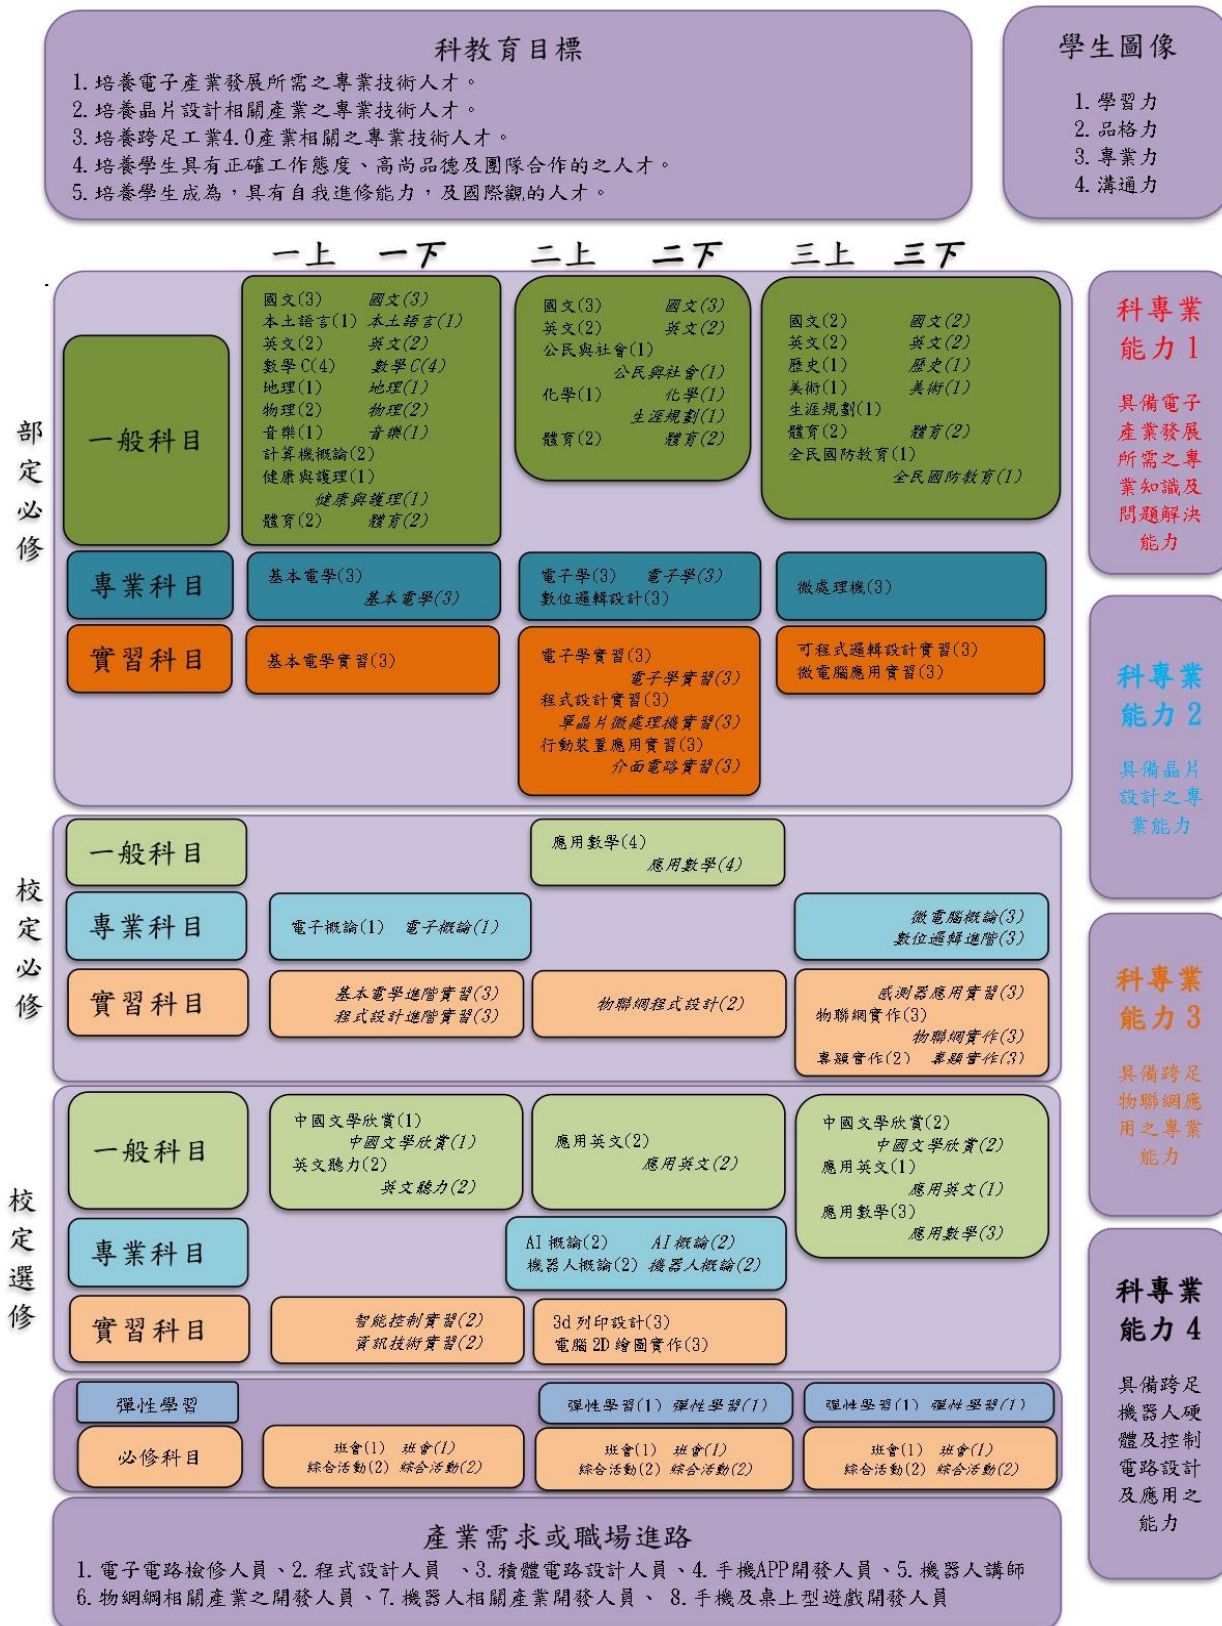 科教育目標
1. 培養電子產業發展所需之專業技術人才。
2. 培養晶片設計相關產業之專業技術人才。
3. 培養跨足工業4.0產業相關之專業技術人才。
4. 培養學生具有正確工作態度、高尚品德及團隊合作的之人才。
5. 培養學生成為，具有自我進修能力，及國際觀的人才。
學生圖像
1. 學習力
2. 品格力
3. 專業力
4. 溝通力
一上 一下 二上 二下 三上 三下
部定必修
一般科目
國文(3) 國文(3)
本土語言(1) 本土語言(1)
英文(2) 英文(2)
數學C(4) 數學C(4)
地理(1) 地理(1)
物理(2) 物理(2)
音樂(1) 音樂(1)
計算機概論(2)
健康與護理(1)
健康與護理(1)
體育(2) 體育(2)
國文(3) 國文(3)
英文(2) 英文(2)
公民與社會(1)
公民與社會(1)
化學(1) 化學(1)
生涯規劃(1)
體育(2) 體育(2)
國文(2) 國文(2)
英文(2) 英文(2)
歷史(1) 歷史(1)
美術(1) 美術(1)
生涯規劃(1)
體育(2) 體育(2)
全民國防教育(1)
全民國防教育(1)
專業科目
基本電學(3)
基本電學(3)
電子學(3) 電子學(3)
數位邏輯設計(3)
微處理機(3)
實習科目
基本電學實習(3)
電子學實習(3)
電子學實習(3)
程式設計實習(3)
單晶片微處理機實習(3)
行動裝置應用實習(3)
介面電路實習(3)
可程式邏輯設計實習(3)
微電腦應用實習(3)
校定必修
一般科目
應用數學(4)
應用數學(4)
專業科目
電子概論(1) 電子概論(1)
微電腦概論(3)
數位邏輯進階(3)
實習科目
基本電學進階實習(3)
程式設計進階實習(3)
物聯網程式設計(2)
感測器應用實習(3)
物聯網實作(3)
物聯網實作(3)
專題實作(2) 專題實作(3)
校定選修
一般科目
中國文學欣賞(1)
中國文學欣賞(1)
英文聽力(2)
英文聽力(2)
應用英文(2)
應用英文(2)
中國文學欣賞(2)
中國文學欣賞(2)
應用英文(1)
應用英文(1)
應用數學(3)
應用數學(3)
專業科目
AI概論(2) AI概論(2)
機器人概論(2) 機器人概論(2)
實習科目
智能控制實習(2)
資訊技術實習(2)
3d列印設計(3)
電腦2D繪圖實作(3)
彈性學習
彈性學習(1) 彈性學習(1)
彈性學習(1) 彈性學習(1)
必修科目
班會(1) 班會(1)
綜合活動(2) 綜合活動(2)
班會(1) 班會(1)
綜合活動(2) 綜合活動(2)
班會(1) 班會(1)
綜合活動(2) 綜合活動(2)
科專業
能力1
具備電子
產業發展
所需之專
業知識及
問題解決
能力
科專業
能力2
具備晶片
設計之專
業能力
科專業
能力3
具備跨足
物聯網應
用之專業
能力
科專業
能力4
具備跨足
機器人硬
體及控制
電路設計
及應用之
能力
產業需求或職場進路
1. 電子電路檢修人員、2. 程式設計人員 、3. 積體電路設計人員、4. 手機APP開發人員、5. 機器人講師
6. 物網網相關產業之開發人員、7. 機器人相關產業開發人員、 8. 手機及桌上型遊戲開發人員